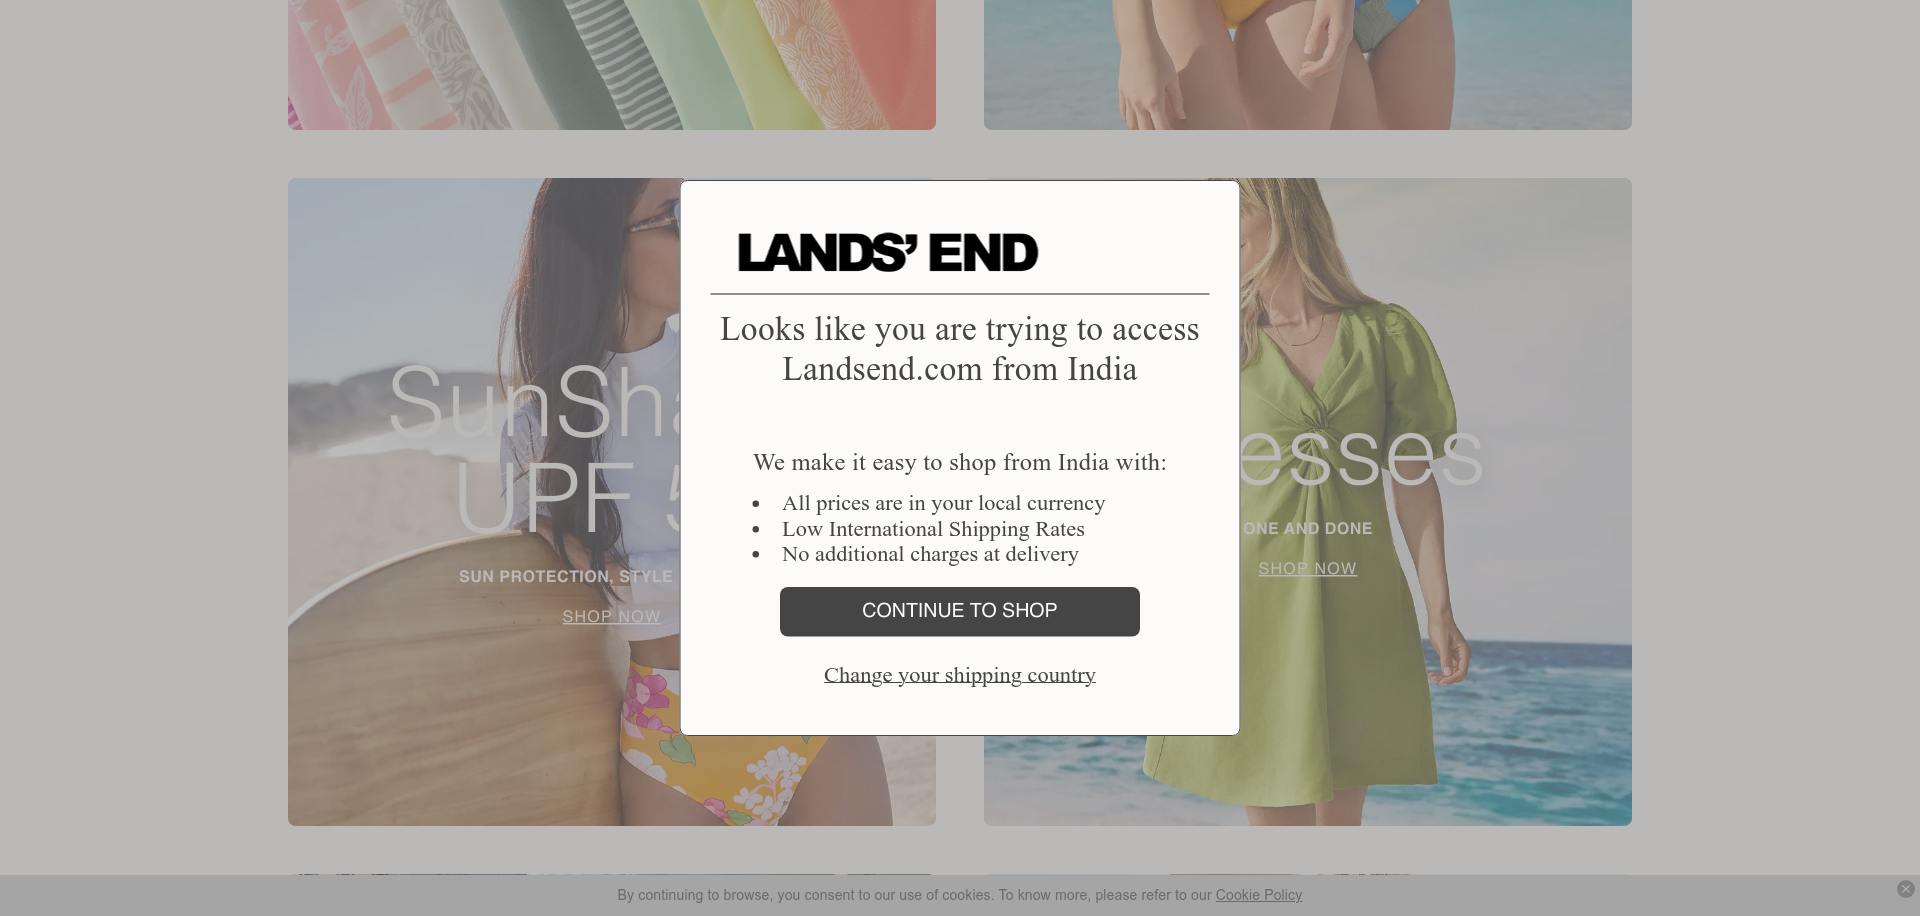 LANDS' END
Looks like you are trying to access
Landsend.com from India
We make it easy to shop from India with:
• All prices are in your local currency
• Low International Shipping Rates
• No additional charges at delivery
CONTINUE TO SHOP
Change your shipping country
UPF
SUN PROTECTION, STYLE
SHOP NOW
ONE AND DONE
SHOP NOW
By continuing to browse, you consent to our use of cookies. To know more, please refer to our Cookie Policy